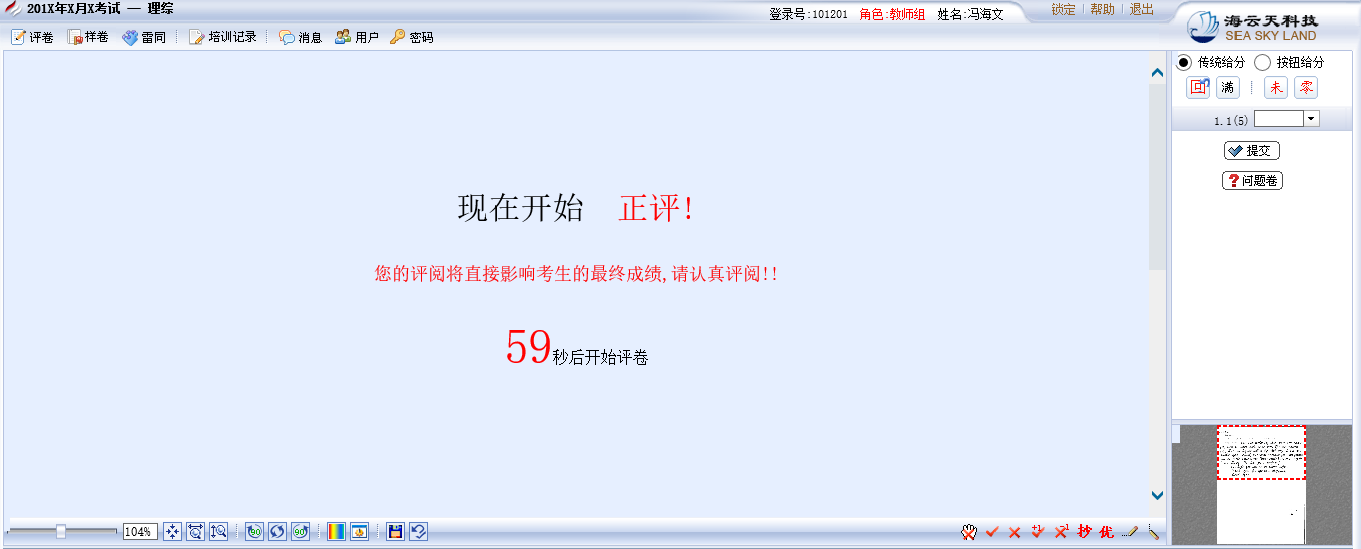 201X年X月X考试 — 理综
登录号:101201 角色:教师组 姓名:冯海文
锁定 帮助 退出
海云天科技
SEA SKY LAND
评卷 样卷 雷同 培训记录 消息 用户 密码
传统给分 按钮给分
回 满 未 零
1.1(5)
提交
问题卷
现在开始 正评!
您的评阅将直接影响考生的最终成绩,请认真评阅!!
59秒后开始评卷
104%
90 90
+1 -1 抄 优